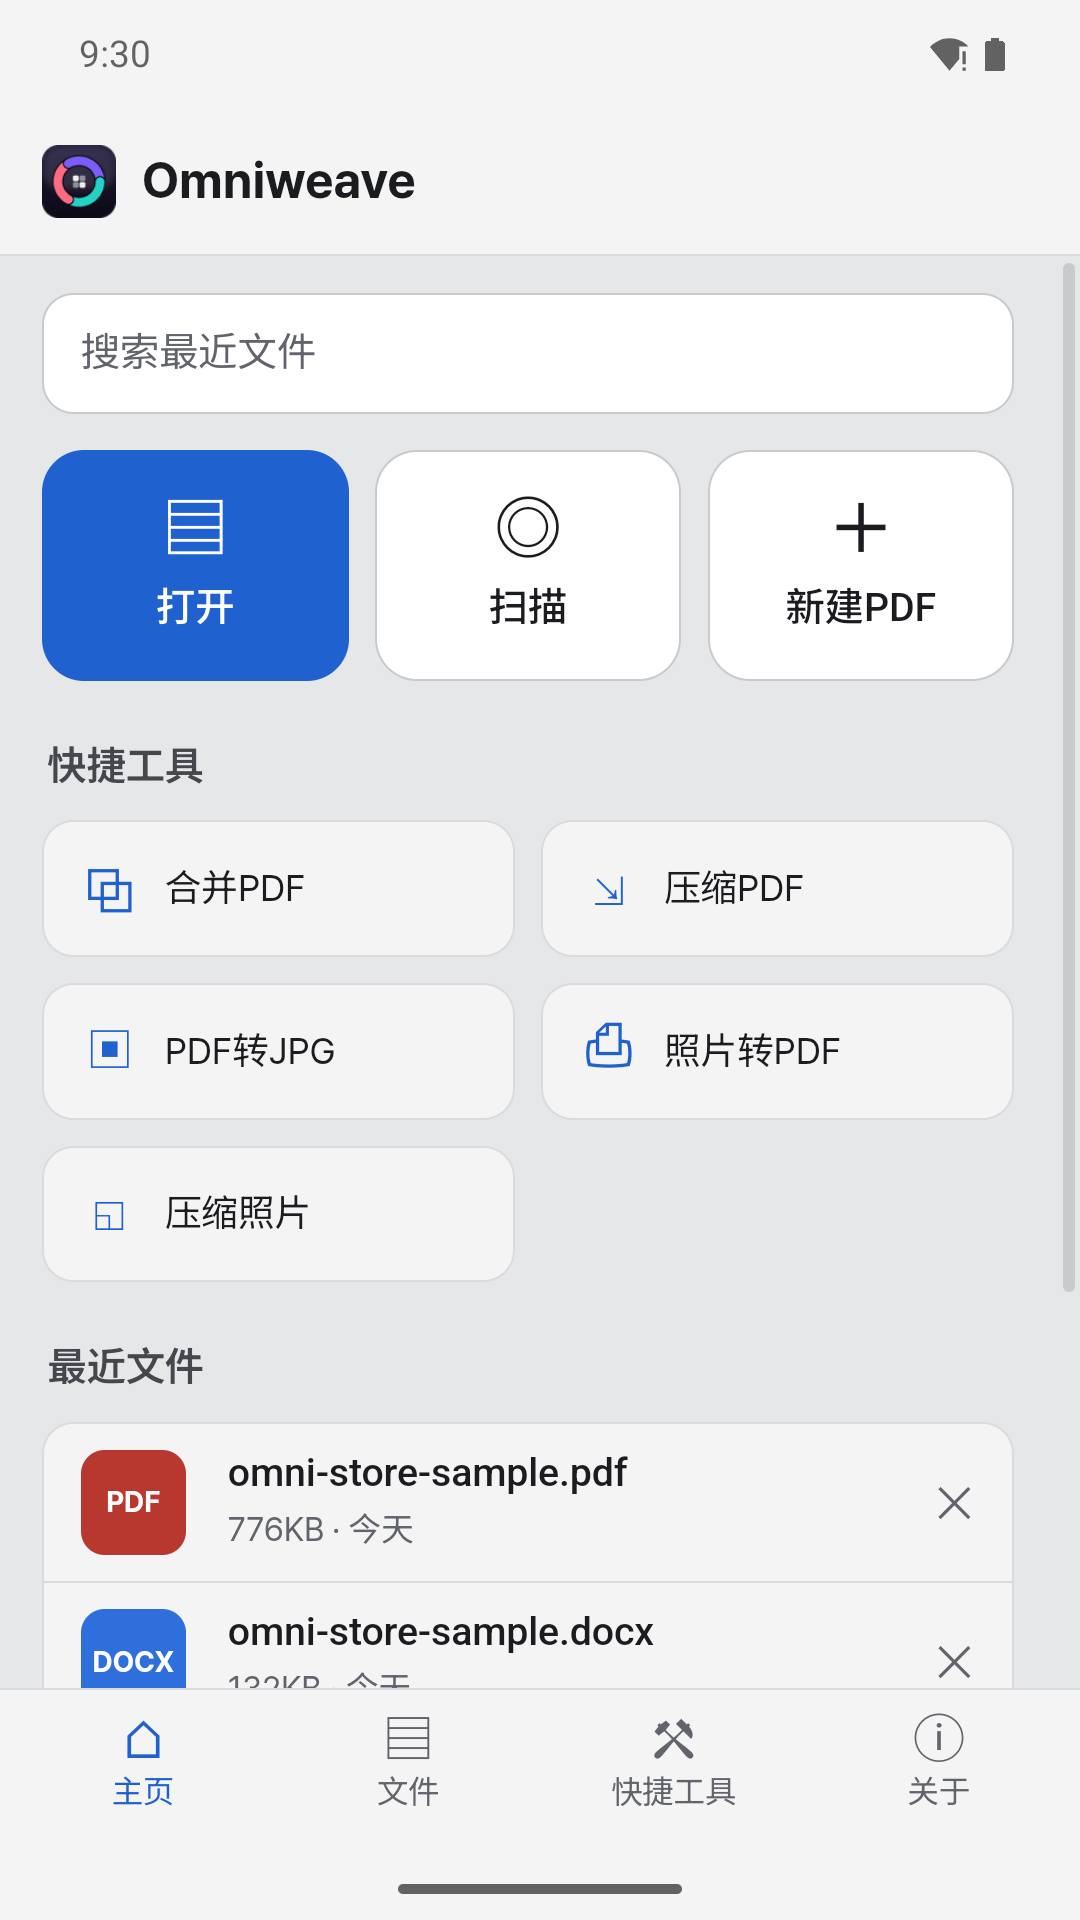 9:30
Omniweave
搜索最近文件
打开
扫描
新建PDF
快捷工具
合并PDF
压缩PDF
PDF转JPG
照片转PDF
压缩照片
最近文件
PDF
omni-store-sample.pdf
776KB · 今天
DOCX
omni-store-sample.docx
132KB · 今天
主页
文件
快捷工具
关于